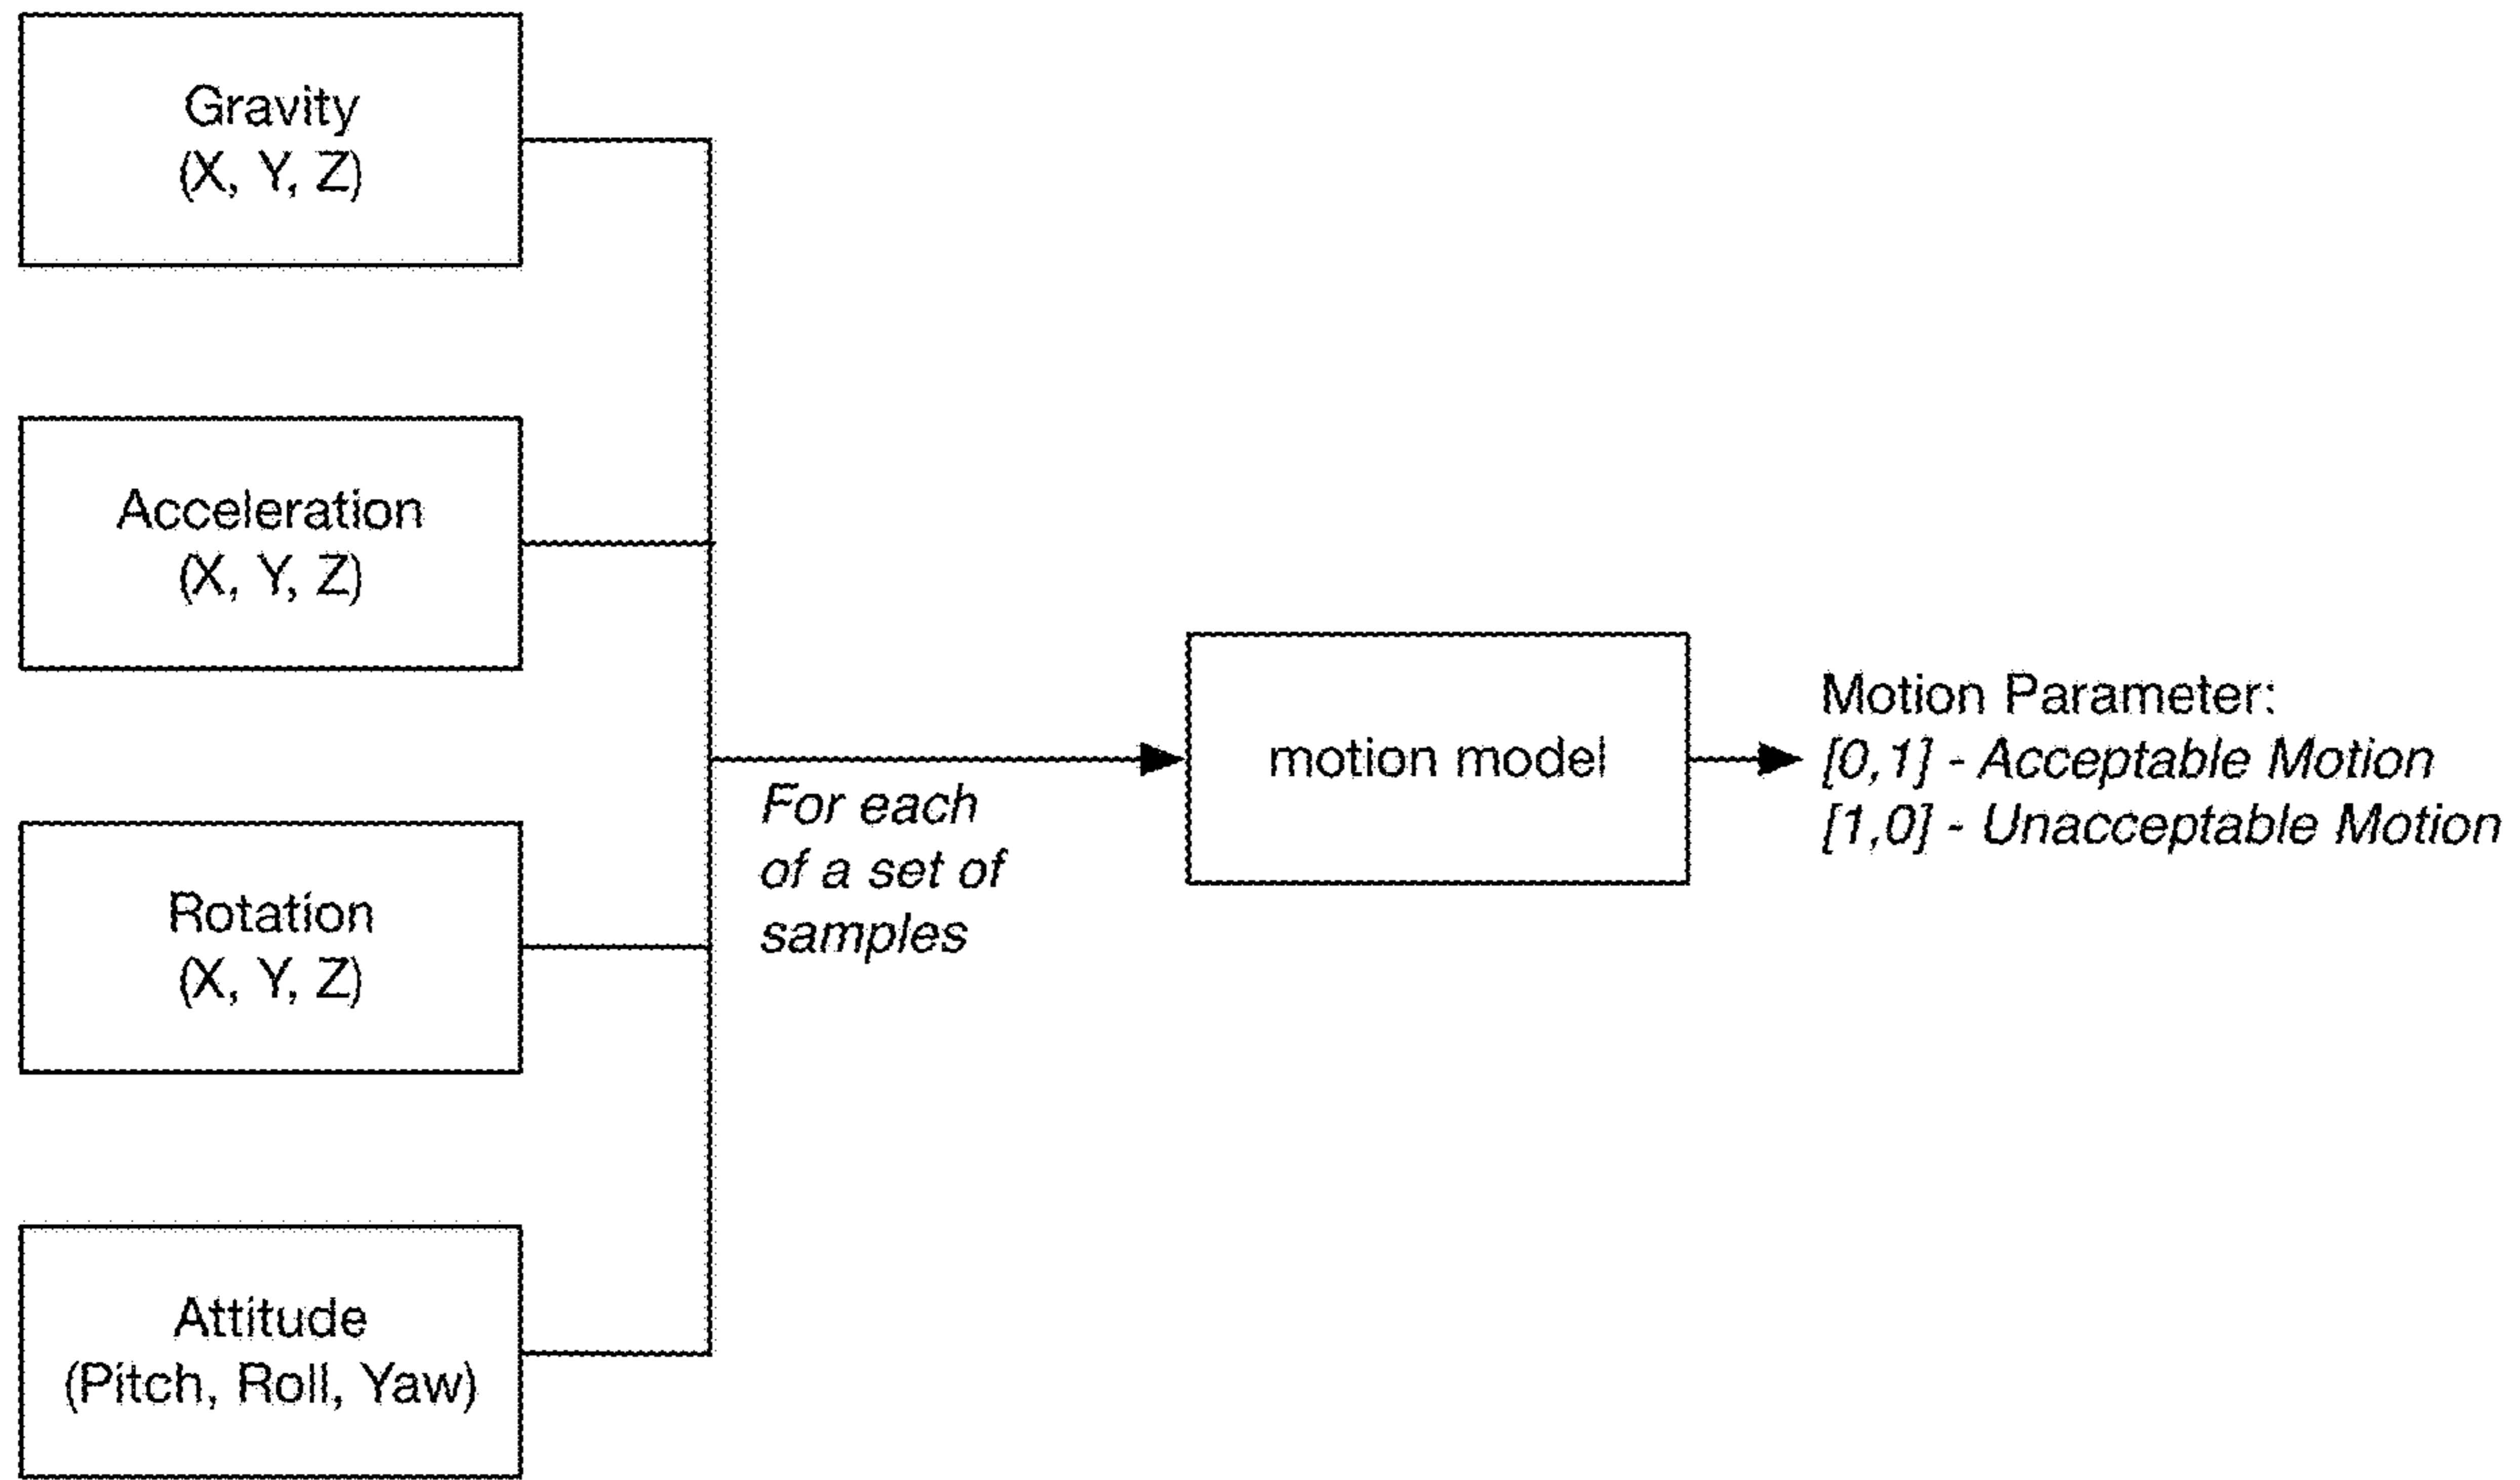 Gravity
(X, Y, Z)
Acceleration
(X, Y, Z)
Rotation
(X, Y, Z)
Attitude
(Pitch, Roll, Yaw)
For each
of a set of
samples
motion model
Motion Parameter:
[0,1] - Acceptable Motion
[1,0] - Unacceptable Motion